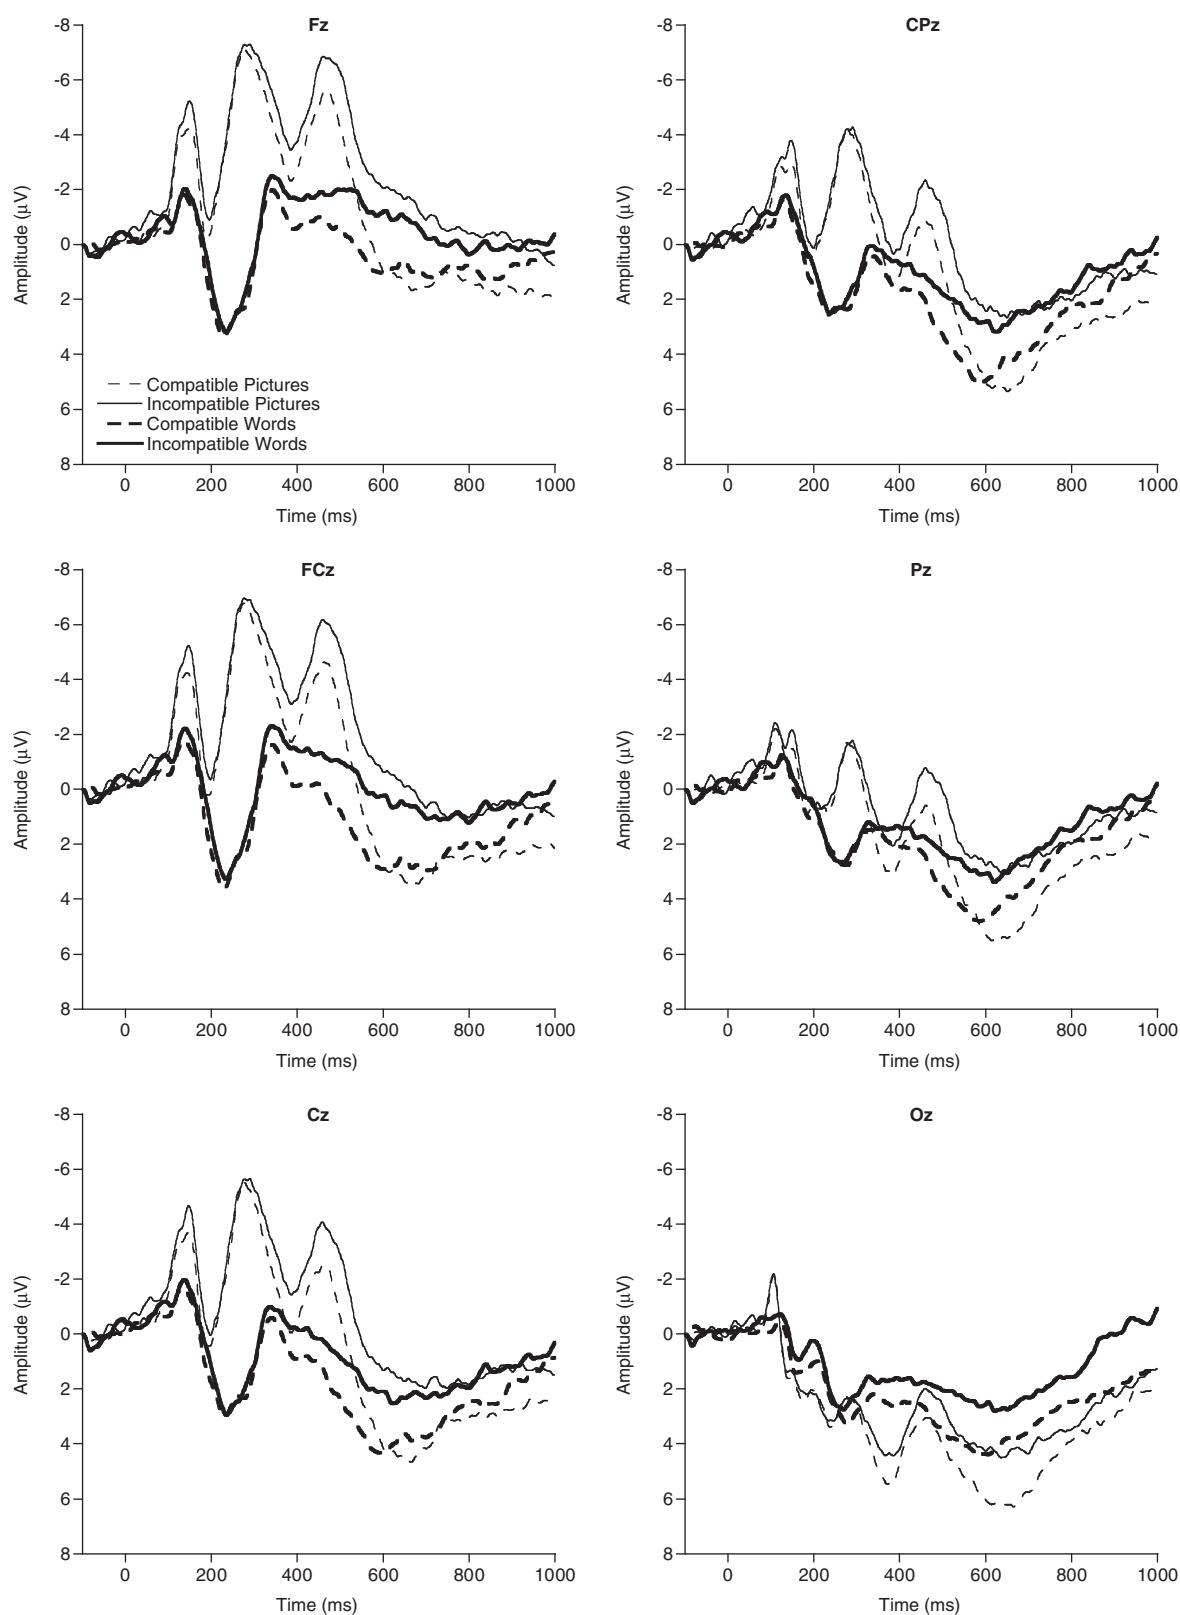 Fz
-8
-6
-4
-2
0
2
4
6
8
Amplitude (μV)
Compatible Pictures
Incompatible Pictures
Compatible Words
Incompatible Words
0 200 400 600 800 1000
Time (ms)
CPz
-8
-6
-4
-2
0
2
4
6
8
Amplitude (μV)
0 200 400 600 800 1000
Time (ms)
FCz
-8
-6
-4
-2
0
2
4
6
8
Amplitude (μV)
0 200 400 600 800 1000
Time (ms)
Pz
-8
-6
-4
-2
0
2
4
6
8
Amplitude (μV)
0 200 400 600 800 1000
Time (ms)
Cz
-8
-6
-4
-2
0
2
4
6
8
Amplitude (μV)
0 200 400 600 800 1000
Time (ms)
Oz
-8
-6
-4
-2
0
2
4
6
8
Amplitude (μV)
0 200 400 600 800 1000
Time (ms)